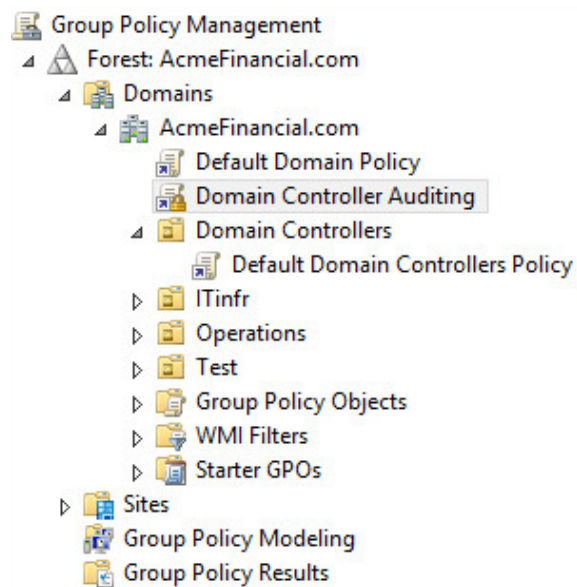 Group Policy Management
Forest: AcmeFinancial.com
Domains
AcmeFinancial.com
Default Domain Policy
Domain Controller Auditing
Domain Controllers
Default Domain Controllers Policy
ITinfr
Operations
Test
Group Policy Objects
WMI Filters
Starter GPOs
Sites
Group Policy Modeling
Group Policy Results